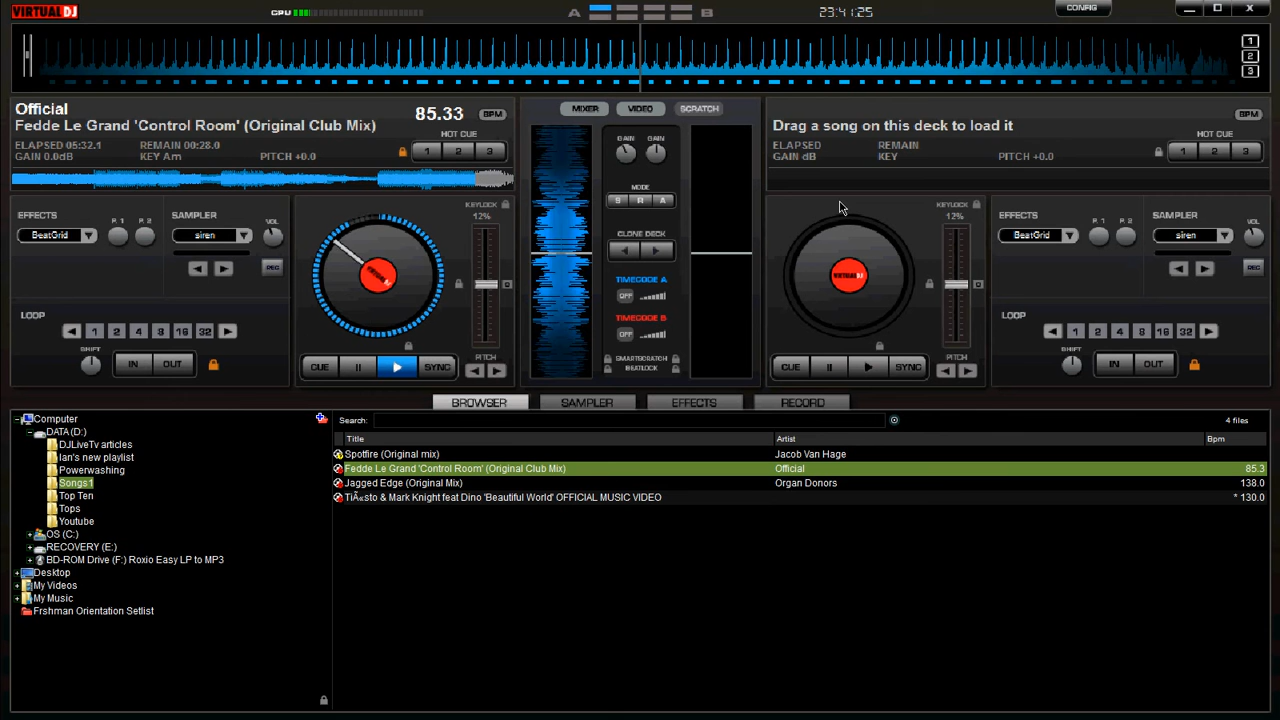 VIRTUAL DJ
CPU
A B
23:41:25
CONFIG
1
2
3
Official
85.33 BPM
Fedde Le Grand 'Control Room' (Original Club Mix)
HOT CUE
ELAPSED 05:32.1 REMAIN 00:28.0
1 2 3
GAIN 0.0dB KEY Am PITCH +0.0
MIXER VIDEO SCRATCH
GAIN GAIN
MODE
S R A
CLONE DECK
TIMECODE A
OFF
TIMECODE B
OFF
SMARTSCRATCH
BEATLOCK
BPM
Drag a song on this deck to load it
HOT CUE
ELAPSED REMAIN
1 2 3
GAIN dB KEY PITCH +0.0
EFFECTS P. 1 P. 2 SAMPLER VOL
BeatGrid siren
REC
LOOP
1 2 4 8 16 32
SHIFT
IN OUT
KEYLOCK
12%
VIRTUAL DJ
CUE SYNC PITCH
KEYLOCK
12%
VIRTUAL DJ
CUE SYNC PITCH
EFFECTS P. 1 P. 2 SAMPLER VOL
BeatGrid siren
REC
LOOP
1 2 4 8 16 32
SHIFT
IN OUT
BROWSER SAMPLER EFFECTS RECORD
Computer
DATA (D:)
DJLiveTv articles
Ian's new playlist
Powerwashing
Songs1
Top Ten
Tops
Youtube
OS (C:)
RECOVERY (E:)
BD-ROM Drive (F:) Roxio Easy LP to MP3
Desktop
My Videos
My Music
Frshman Orientation Setlist
Search: 4 files
Title Artist Bpm
Spotfire (Original mix) Jacob Van Hage
Fedde Le Grand 'Control Room' (Original Club Mix) Official 85.3
Jagged Edge (Original Mix) Organ Donors 138.0
TiÃ«sto & Mark Knight feat Dino 'Beautiful World' OFFICIAL MUSIC VIDEO * 130.0